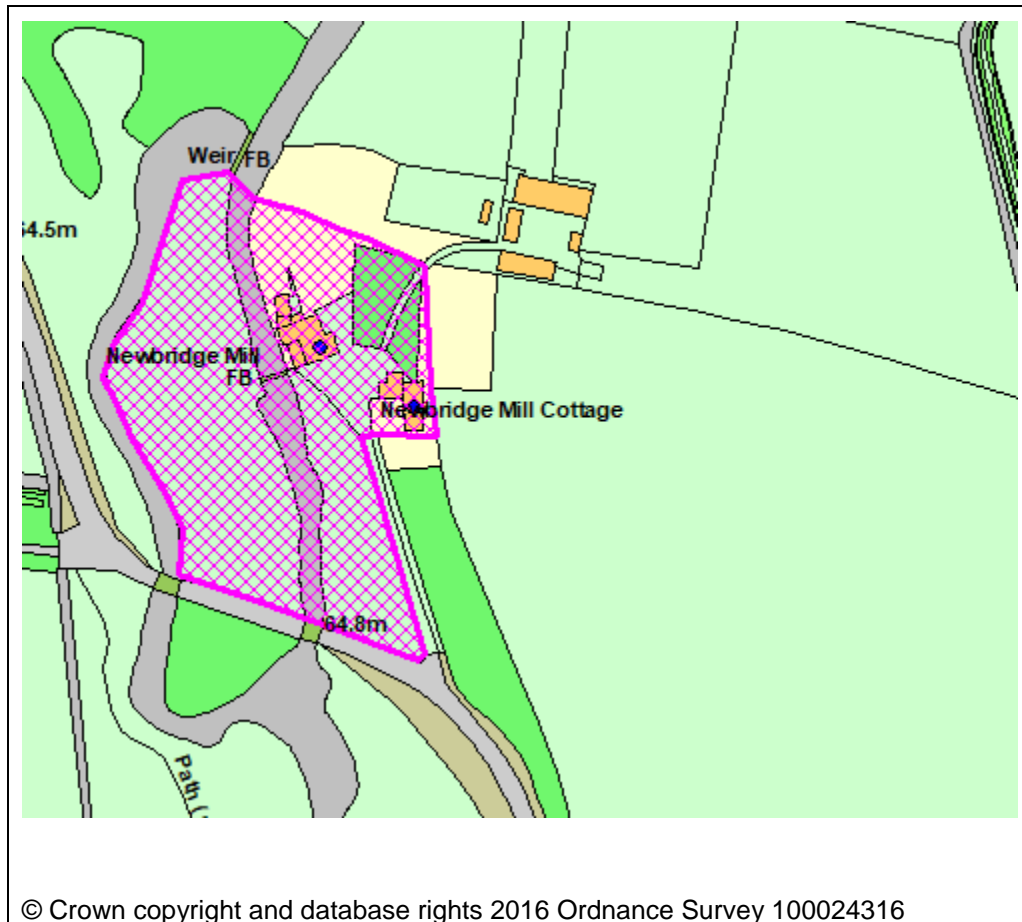 Weir FB
64.5m
Newbridge Mill
FB
Newbridge Mill Cottage
64.8m
Path (
© Crown copyright and database rights 2016 Ordnance Survey 100024316